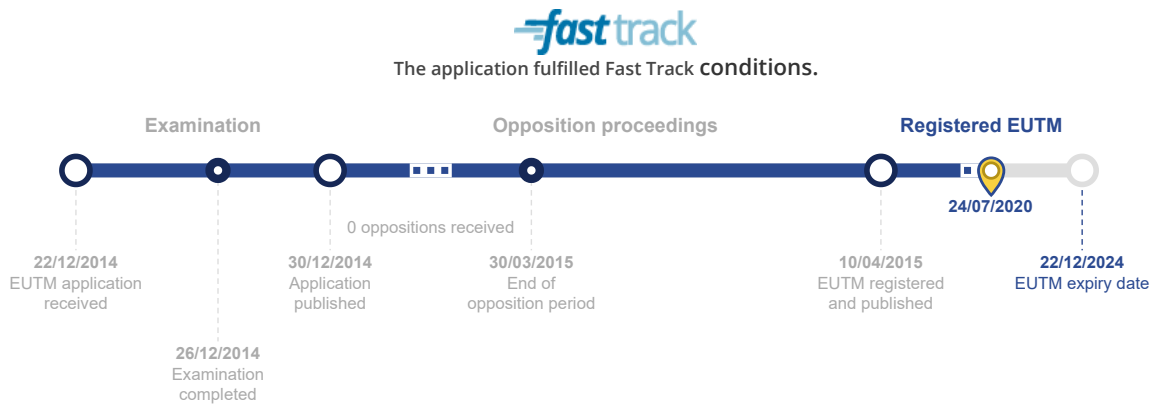 fast track
The application fulfilled Fast Track conditions.
Examination
Opposition proceedings
Registered EUTM
24/07/2020
0 oppositions received
22/12/2014
EUTM application
received
30/12/2014
Application
published
30/03/2015
End of
opposition period
10/04/2015
EUTM registered
and published
22/12/2024
EUTM expiry date
26/12/2014
Examination
completed